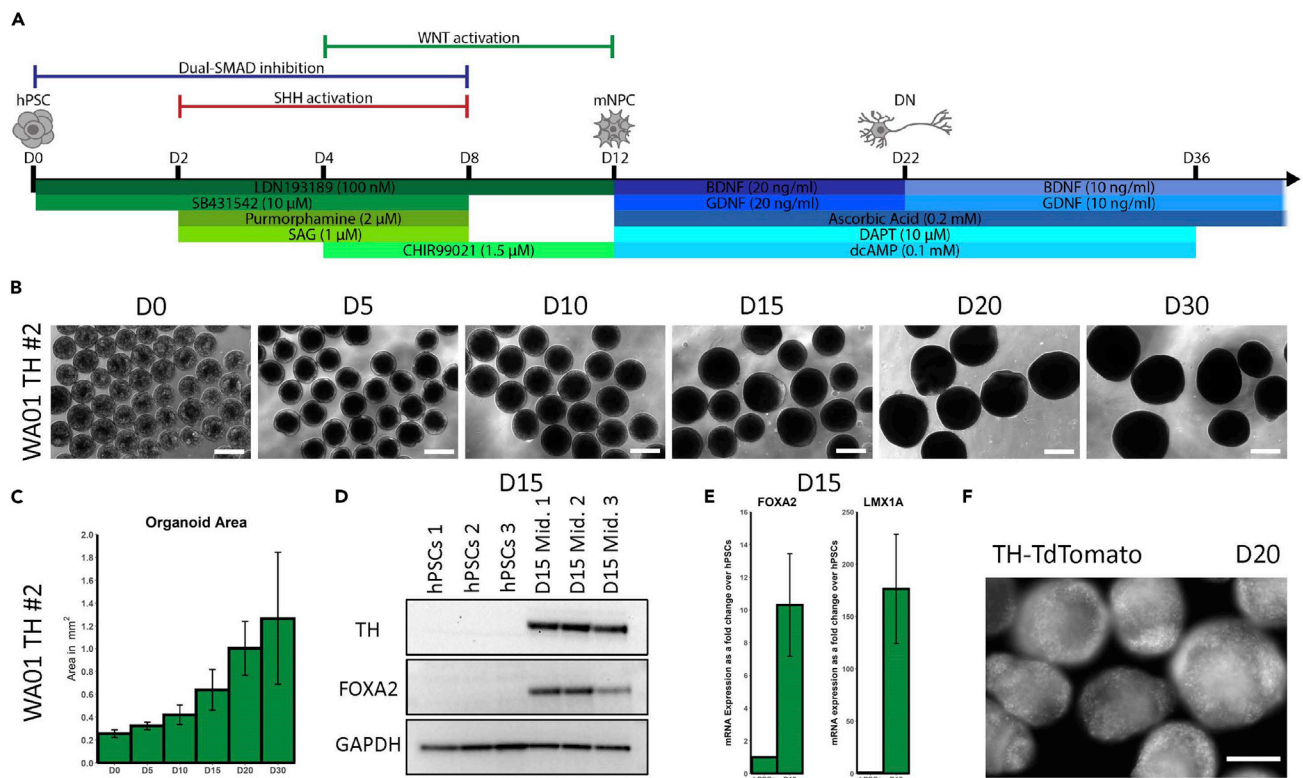 A
WNT activation
Dual-SMAD inhibition
hPSC
SHH activation
mNPC
DN
D0 D2 D4 D8 D12 D22 D36
LDN193189 (100 nM) BDNF (20 ng/ml) BDNF (10 ng/ml)
SB431542 (10 µM) GDNF (20 ng/ml) GDNF (10 ng/ml)
Purmorphamine (2 µM) Ascorbic Acid (0.2 mM)
SAG (1 µM) DAPT (10 µM)
CHIR99021 (1.5 µM) dcAMP (0.1 mM)
B
D0 D5 D10 D15 D20 D30
WA01 TH #2
C
WA01 TH #2
Organoid Area
Area in mm²
2.0
1.8
1.6
1.4
1.2
1.0
0.8
0.6
0.4
0.2
0
D0 D5 D10 D15 D20 D30
D
D15
hPSCs 1
hPSCs 2
hPSCs 3
D15 Mid. 1
D15 Mid. 2
D15 Mid. 3
TH
FOXA2
GAPDH
E
D15
FOXA2
mRNA Expression as a fold change over hPSCs
16
14
12
10
8
6
4
2
0
LMX1A
mRNA Expression as a fold change over hPSCs
250
200
150
100
50
0
F
TH-TdTomato D20